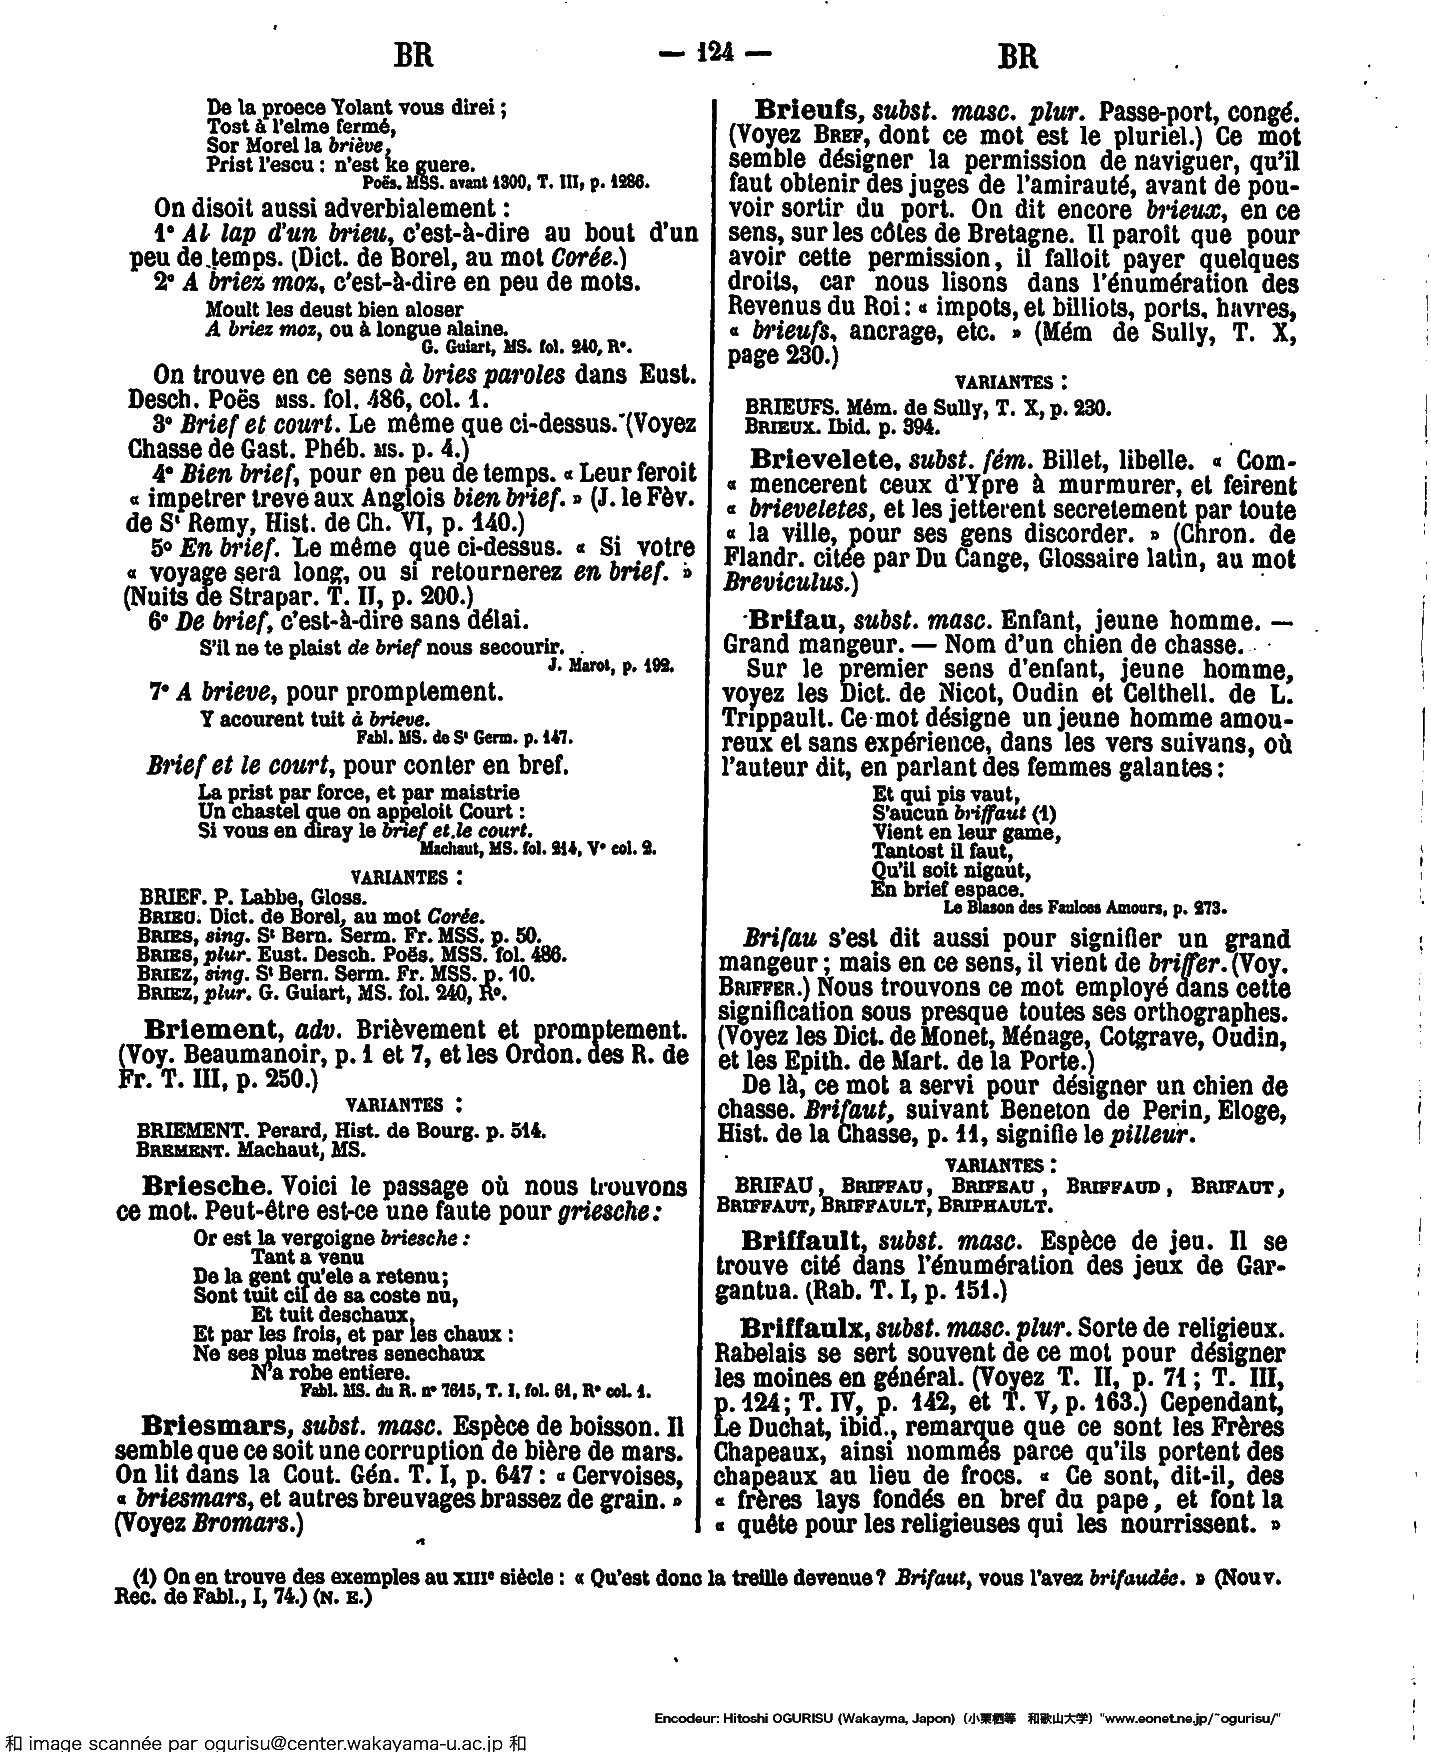 BR
— 124 —
BR
De la proece Yolant vous direi ;
Tost à l'elme fermé,
Sor Morel la briève,
Prist l'escu : n'est ke guere.
Poës. MSS. avant 1300, T. III, p. 1286.
On disoit aussi adverbialement :
1° Al lap d'un brieu, c'est-à-dire au bout d'un
peu de temps. (Dict. de Borel, au mot Corée.)
2° A briez moz, c'est-à-dire en peu de mots.
Moult les deust bien aloser
A briez moz, ou à longue alaine.
G. Guiart, MS. fol. 240, R°.
On trouve en ce sens à bries paroles dans Eust.
Desch. Poës MSS. fol. 486, col. 1.
3° Brief et court. Le même que ci-dessus. (Voyez
Chasse de Gast. Phéb. MS. p. 4.)
4° Bien brief, pour en peu de temps. « Leur feroit
« impetrer treve aux Anglois bien brief. » (J. le Fèv.
de St Remy, Hist. de Ch. VI, p. 140.)
5° En brief. Le même que ci-dessus. « Si votre
« voyage sera long, ou si retournerez en brief. »
(Nuits de Strapar. T. II, p. 200.)
6° De brief, c'est-à-dire sans délai.
S'il ne te plaist de brief nous secourir.
J. Marot, p. 192.
7° A brieve, pour promptement.
Y acourent tuit à brieve.
Fabl. MS. de St Germ. p. 147.
Brief et le court, pour conter en bref.
La prist par force, et par maistrie
Un chastel que on appeloit Court :
Si vous en diray le brief et le court.
Machaut, MS. fol. 214, V° col. 2.
VARIANTES :
BRIEF. P. Labbe, Gloss.
BRIEU. Dict. de Borel, au mot Corée.
BRIES, sing. St Bern. Serm. Fr. MSS. p. 50.
BRIES, plur. Eust. Desch. Poës. MSS. fol. 486.
BRIEZ, sing. St Bern. Serm. Fr. MSS. p. 10.
BRIEZ, plur. G. Guiart, MS. fol. 240, R°.
Briement, adv. Brièvement et promptement.
(Voy. Beaumanoir, p. 1 et 7, et les Ordon. des R. de
Fr. T. III, p. 250.)
VARIANTES :
BRIEMENT. Perard, Hist. de Bourg. p. 514.
BREMENT. Machaut, MS.
Briesche. Voici le passage où nous trouvons
ce mot. Peut-être est-ce une faute pour griesche :
Or est la vergoigne briesche :
Tant a venu
De la gent qu'ele a retenu;
Sont tuit cil de sa coste nu,
Et tuit deschaux,
Et par les frois, et par les chaux :
Ne ses plus metres senechaux
N'a robe entiere.
Fabl. MS. du R. n° 7615, T. I, fol. 61, R° col. 1.
Briesmars, subst. masc. Espèce de boisson. Il
semble que ce soit une corruption de bière de mars.
On lit dans la Cout. Gén. T. I, p. 647 : « Cervoises,
« briesmars, et autres breuvages brassez de grain. »
(Voyez Bromars.)
Brieufs, subst. masc. plur. Passe-port, congé.
(Voyez BREF, dont ce mot est le pluriel.) Ce mot
semble désigner la permission de naviguer, qu'il
faut obtenir des juges de l'amirauté, avant de pou-
voir sortir du port. On dit encore brieux, en ce
sens, sur les côtes de Bretagne. Il paroit que pour
avoir cette permission, il falloit payer quelques
droits, car nous lisons dans l'énumération des
Revenus du Roi : « impots, et billiots, ports, havres,
« brieufs, ancrage, etc. » (Mém de Sully, T. X,
page 230.)
VARIANTES :
BRIEUFS. Mém. de Sully, T. X, p. 230.
BRIEUX. Ibid. p. 394.
Brievelete, subst. fém. Billet, libelle. « Com-
« mencerent ceux d'Ypre à murmurer, et feirent
« brieveletes, et les jetterent secretement par toute
« la ville, pour ses gens discorder. » (Chron. de
Flandr. citée par Du Cange, Glossaire latin, au mot
Breviculus.)
Brifau, subst. masc. Enfant, jeune homme. —
Grand mangeur. — Nom d'un chien de chasse.
Sur le premier sens d'enfant, jeune homme,
voyez les Dict. de Nicot, Oudin et Celthell. de L.
Trippault. Ce mot désigne un jeune homme amou-
reux et sans expérience, dans les vers suivans, où
l'auteur dit, en parlant des femmes galantes :
Et qui pis vaut,
S'aucun briffaut (1)
Vient en leur game,
Tantost il faut,
Qu'il soit nigaut,
En brief espace.
Le Blason des Faulces Amours, p. 273.
Brifau s'est dit aussi pour signifier un grand
mangeur ; mais en ce sens, il vient de briffer. (Voy.
BRIFFER.) Nous trouvons ce mot employé dans cette
signification sous presque toutes ses orthographes.
(Voyez les Dict. de Monet, Ménage, Cotgrave, Oudin,
et les Epith. de Mart. de la Porte.)
De là, ce mot a servi pour désigner un chien de
chasse. Brifaut, suivant Beneton de Perin, Eloge,
Hist. de la Chasse, p. 11, signifie le pilleur.
VARIANTES :
BRIFAU, BRIFFAU, BRIFEAU, BRIFFAUD, BRIFAUT,
BRIFFAUT, BRIFFAULT, BRIPHAULT.
Briffault, subst. masc. Espèce de jeu. Il se
trouve cité dans l'énumération des jeux de Gar-
gantua. (Rab. T. I, p. 151.)
Briffaulx, subst. masc. plur. Sorte de religieux.
Rabelais se sert souvent de ce mot pour désigner
les moines en général. (Voyez T. II, p. 71 ; T. III,
p. 124 ; T. IV, p. 142, et T. V, p. 163.) Cependant,
Le Duchat, ibid., remarque que ce sont les Frères
Chapeaux, ainsi nommés parce qu'ils portent des
chapeaux au lieu de frocs. « Ce sont, dit-il, des
« frères lays fondés en bref du pape, et font la
« quête pour les religieuses qui les nourrissent. »
(1) On en trouve des exemples au XIIIe siècle : « Qu'est donc la treille devenue ? Brifaut, vous l'avez brifaudée. » (Nouv.
Rec. de Fabl., I, 74.) (N. E.)
Encodeur: Hitoshi OGURISU (Wakayma, Japon) (小栗栖等 和歌山大学) "www.eonet.ne.jp/~ogurisu/"
和 image scannée par ogurisu@center.wakayama-u.ac.jp 和